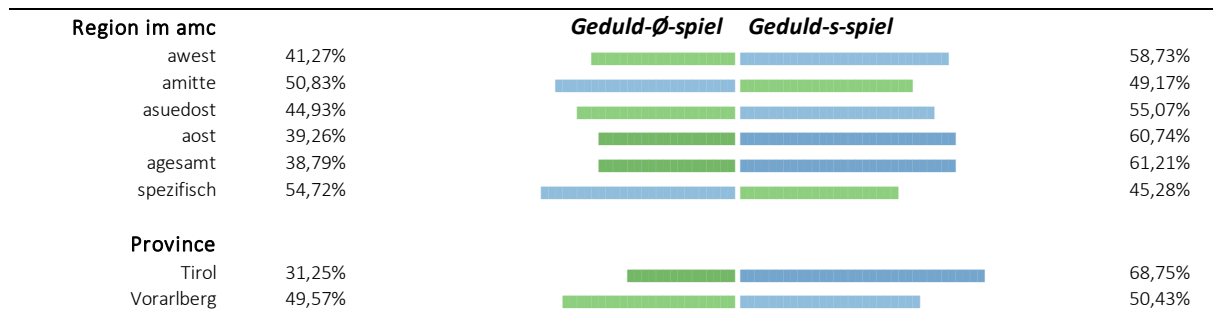 Region im amc Geduld-Ø-spiel Geduld-s-spiel
awest 41,27% 58,73%
amitte 50,83% 49,17%
asuedost 44,93% 55,07%
aost 39,26% 60,74%
agesamt 38,79% 61,21%
spezifisch 54,72% 45,28%
Province
Tirol 31,25% 68,75%
Vorarlberg 49,57% 50,43%